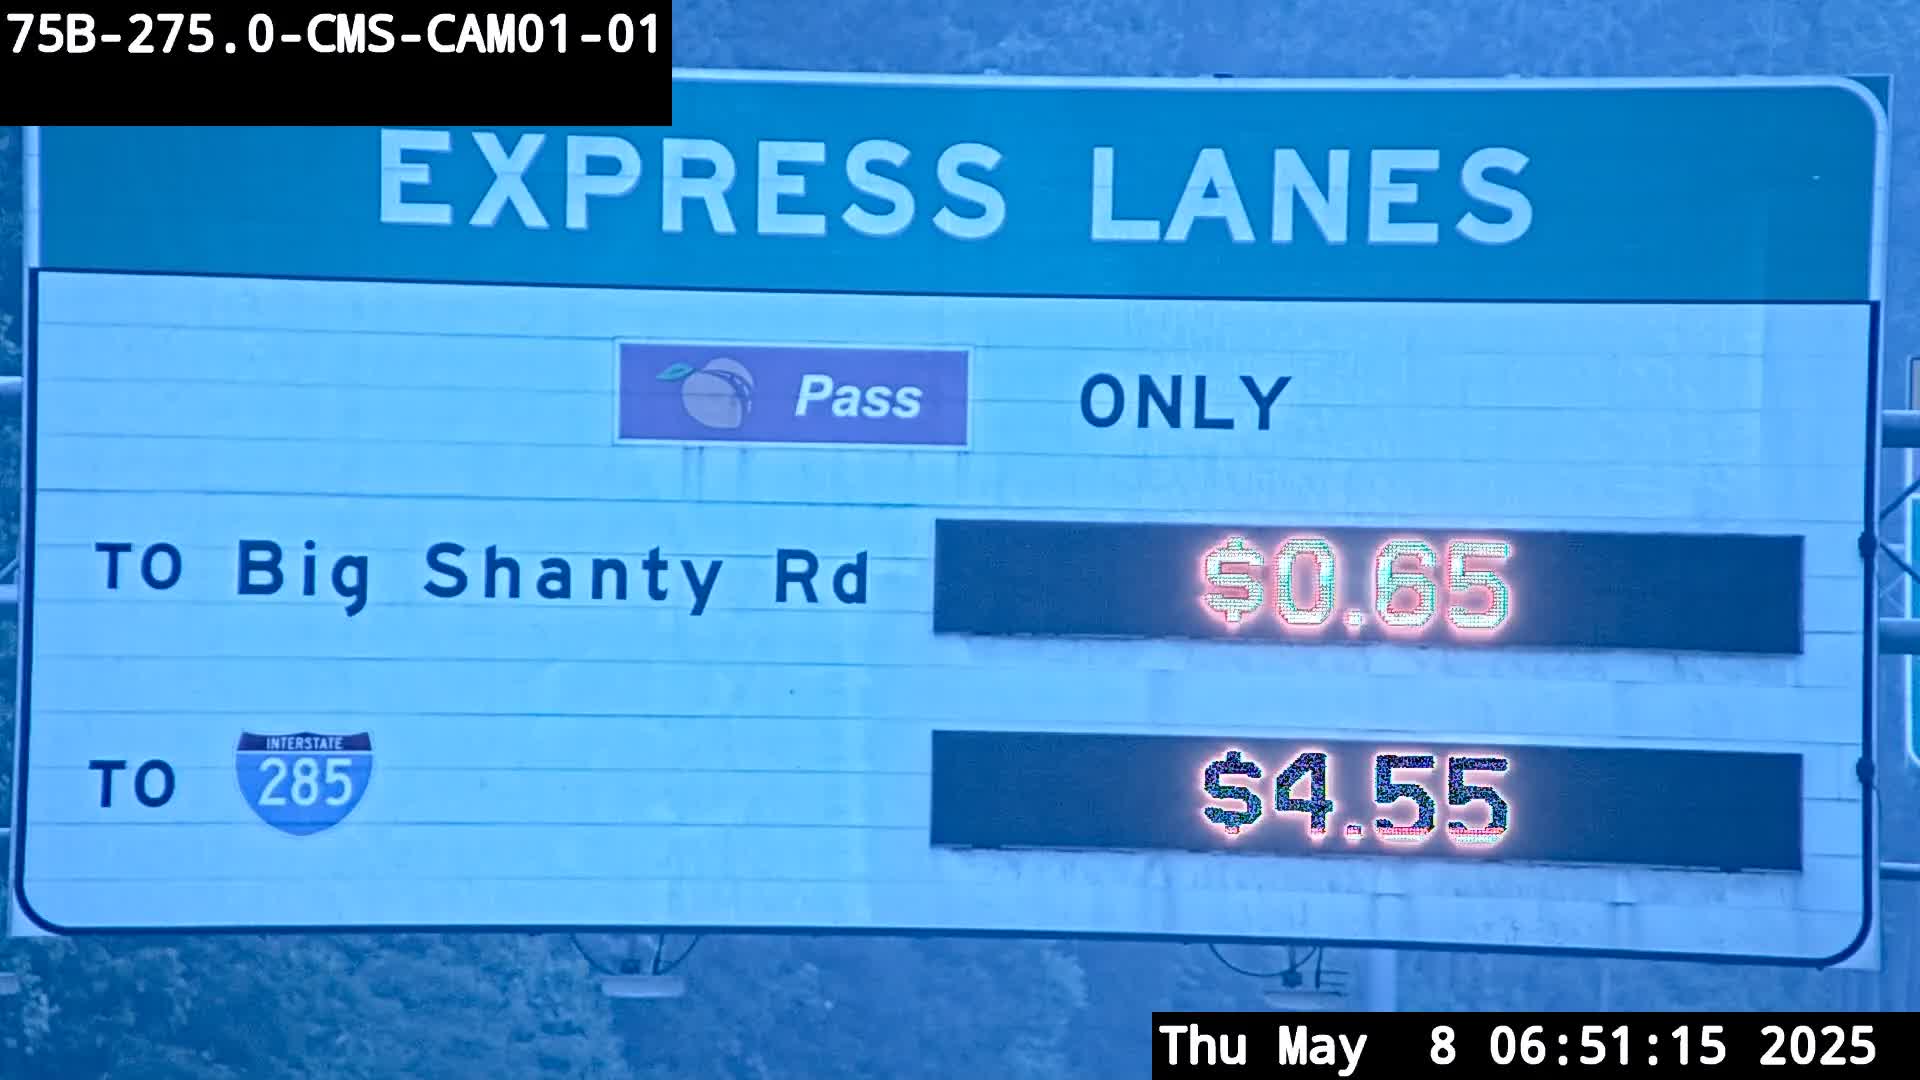 75B-275.0-CMS-CAM01-01
EXPRESS LANES
Pass ONLY
TO Big Shanty Rd $0.65
INTERSTATE
TO 285 $4.55
Thu May 8 06:51:15 2025